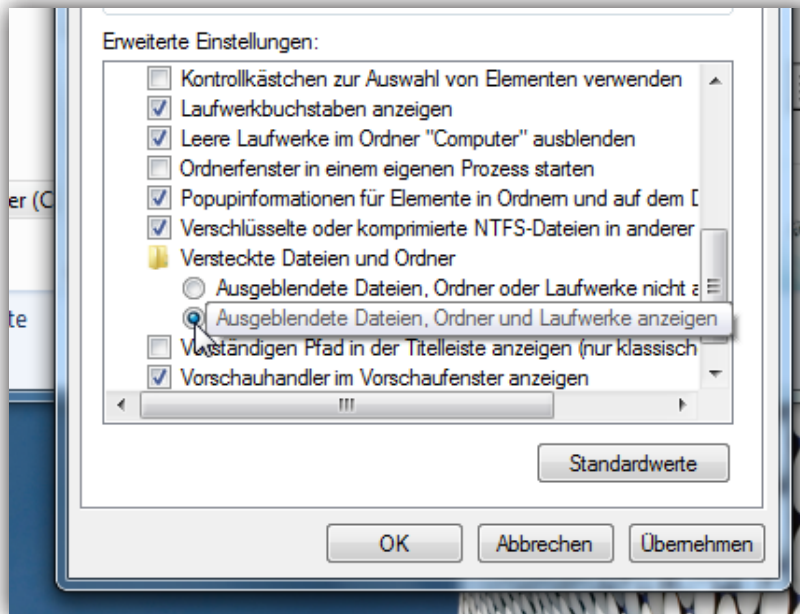 Erweiterte Einstellungen:
Kontrollkästchen zur Auswahl von Elementen verwenden
Laufwerkbuchstaben anzeigen
Leere Laufwerke im Ordner "Computer" ausblenden
Ordnerfenster in einem eigenen Prozess starten
er (C
Popupinformationen für Elemente in Ordnern und auf dem D
Verschlüsselte oder komprimierte NTFS-Dateien in anderer
Versteckte Dateien und Ordner
Ausgeblendete Dateien, Ordner oder Laufwerke nicht a
te
Ausgeblendete Dateien, Ordner und Laufwerke anzeigen
Vollständigen Pfad in der Titelleiste anzeigen (nur klassisch
Vorschauhandler im Vorschaufenster anzeigen
Standardwerte
OK
Abbrechen
Übernehmen